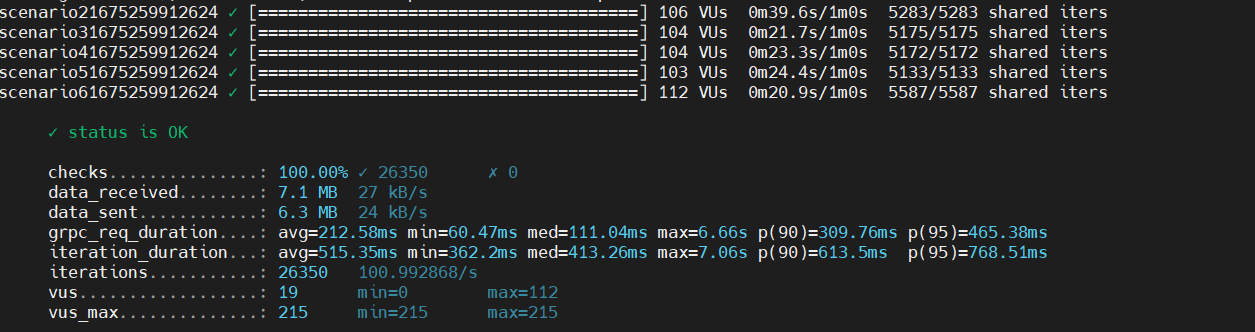 scenario21675259912624 ✓ [======================================] 106 VUs  0m39.6s/1m0s  5283/5283 shared iters
scenario31675259912624 ✓ [======================================] 104 VUs  0m21.7s/1m0s  5175/5175 shared iters
scenario41675259912624 ✓ [======================================] 104 VUs  0m23.3s/1m0s  5172/5172 shared iters
scenario51675259912624 ✓ [======================================] 103 VUs  0m24.4s/1m0s  5133/5133 shared iters
scenario61675259912624 ✓ [======================================] 112 VUs  0m20.9s/1m0s  5587/5587 shared iters
✓ status is OK
checks...............: 100.00% ✓ 26350      ✗ 0
data_received........: 7.1 MB  27 kB/s
data_sent............: 6.3 MB  24 kB/s
grpc_req_duration....: avg=212.58ms min=60.47ms med=111.04ms max=6.66s p(90)=309.76ms p(95)=465.38ms
iteration_duration...: avg=515.35ms min=362.2ms med=413.26ms max=7.06s p(90)=613.5ms  p(95)=768.51ms
iterations...........: 26350   100.992868/s
vus..................: 19      min=0        max=112
vus_max..............: 215     min=215      max=215